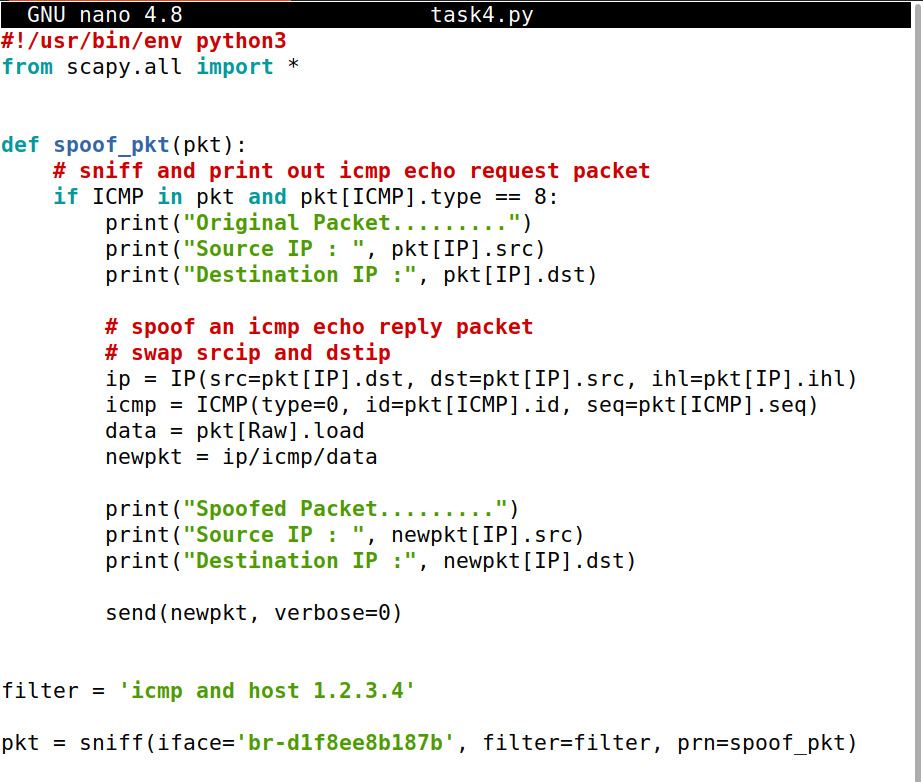 GNU nano 4.8 task4.py
#!/usr/bin/env python3
from scapy.all import *
def spoof_pkt(pkt):
# sniff and print out icmp echo request packet
if ICMP in pkt and pkt[ICMP].type == 8:
print("Original Packet.........")
print("Source IP : ", pkt[IP].src)
print("Destination IP :", pkt[IP].dst)
# spoof an icmp echo reply packet
# swap srcip and dstip
ip = IP(src=pkt[IP].dst, dst=pkt[IP].src, ihl=pkt[IP].ihl)
icmp = ICMP(type=0, id=pkt[ICMP].id, seq=pkt[ICMP].seq)
data = pkt[Raw].load
newpkt = ip/icmp/data
print("Spoofed Packet.........")
print("Source IP : ", newpkt[IP].src)
print("Destination IP :", newpkt[IP].dst)
send(newpkt, verbose=0)
filter = 'icmp and host 1.2.3.4'
pkt = sniff(iface='br-d1f8ee8b187b', filter=filter, prn=spoof_pkt)